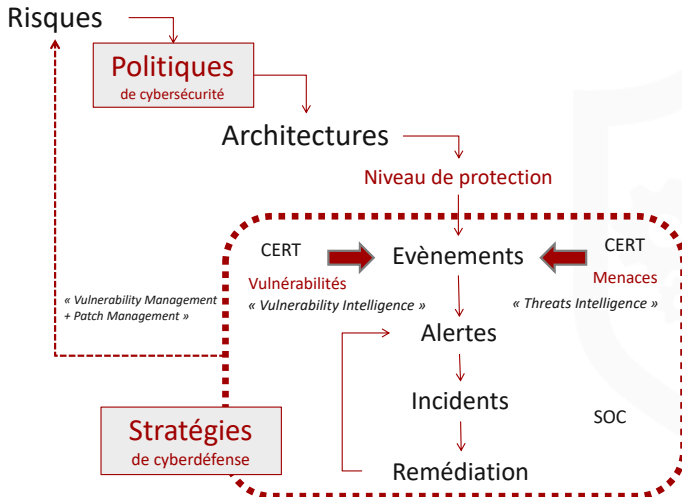 Risques
Politiques
de cybersécurité
Architectures
Niveau de protection
CERT
Evènements
CERT
Vulnérabilités
Menaces
« Vulnerability Management
+ Patch Management »
« Vulnerability Intelligence »
« Threats Intelligence »
Alertes
Incidents
SOC
Stratégies
de cyberdéfense
Remédiation